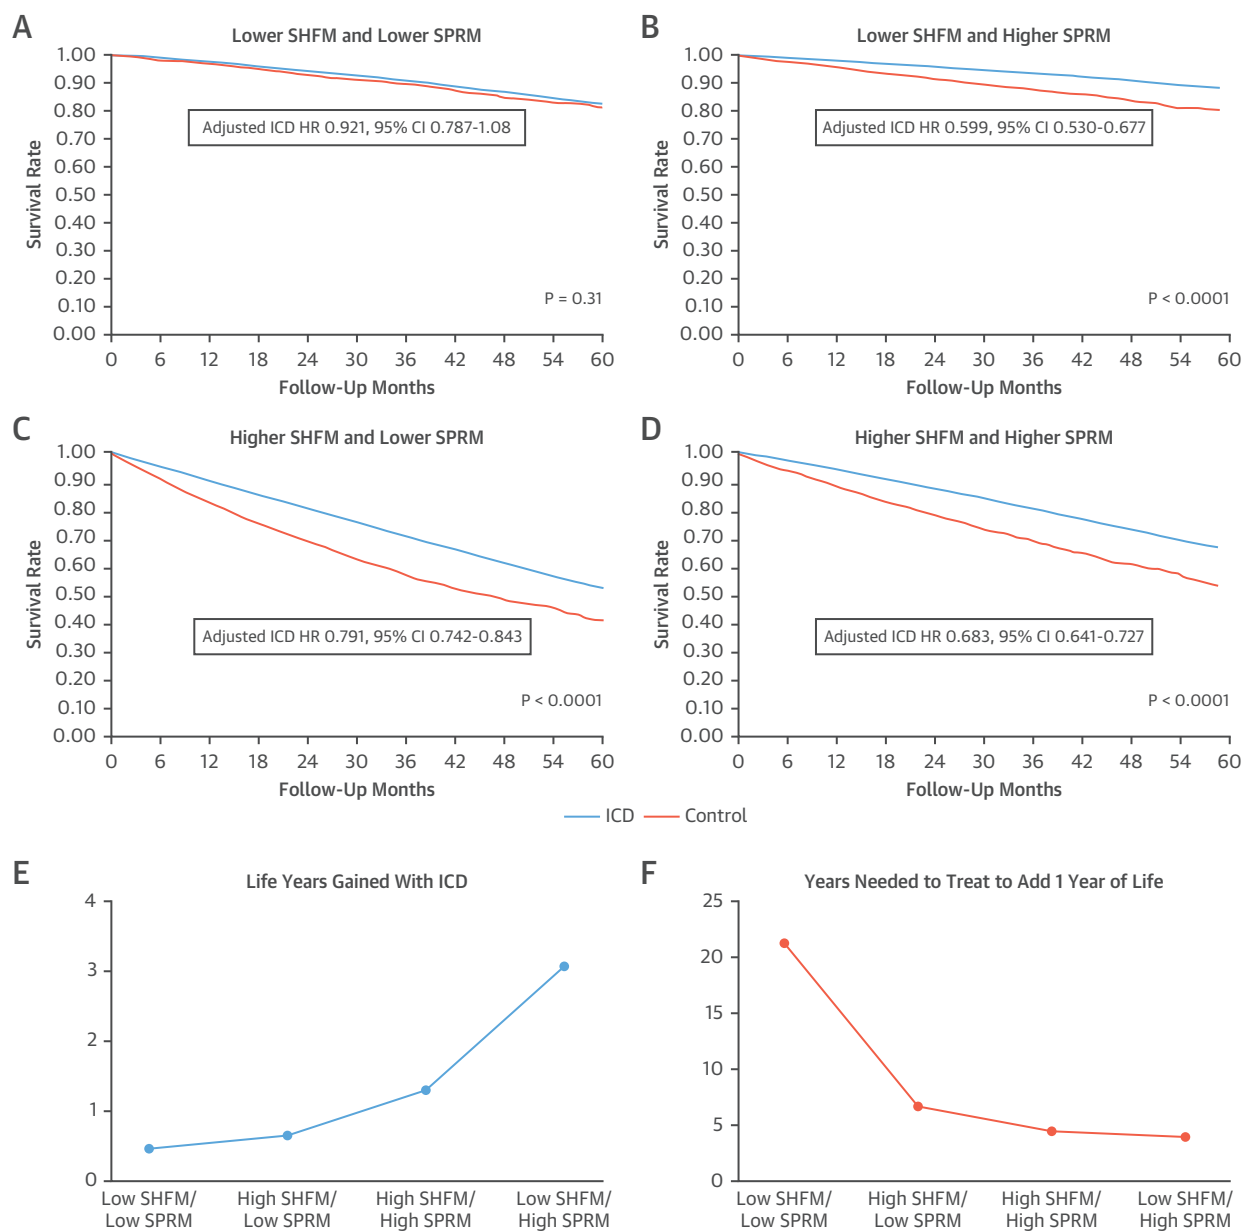 A
Lower SHFM and Lower SPRM
Survival Rate
1.00
0.90
0.80
0.70
0.60
0.50
0.40
0.30
0.20
0.10
0.00
Adjusted ICD HR 0.921, 95% CI 0.787-1.08
P = 0.31
0 6 12 18 24 30 36 42 48 54 60
Follow-Up Months
B
Lower SHFM and Higher SPRM
Survival Rate
1.00
0.90
0.80
0.70
0.60
0.50
0.40
0.30
0.20
0.10
0.00
Adjusted ICD HR 0.599, 95% CI 0.530-0.677
P < 0.0001
0 6 12 18 24 30 36 42 48 54 60
Follow-Up Months
C
Higher SHFM and Lower SPRM
Survival Rate
1.00
0.90
0.80
0.70
0.60
0.50
0.40
0.30
0.20
0.10
0.00
Adjusted ICD HR 0.791, 95% CI 0.742-0.843
P < 0.0001
0 6 12 18 24 30 36 42 48 54 60
Follow-Up Months
D
Higher SHFM and Higher SPRM
Survival Rate
1.00
0.90
0.80
0.70
0.60
0.50
0.40
0.30
0.20
0.10
0.00
Adjusted ICD HR 0.683, 95% CI 0.641-0.727
P < 0.0001
0 6 12 18 24 30 36 42 48 54 60
Follow-Up Months
ICD Control
E
Life Years Gained With ICD
4
3
2
1
0
Low SHFM/
Low SPRM
High SHFM/
Low SPRM
High SHFM/
High SPRM
Low SHFM/
High SPRM
F
Years Needed to Treat to Add 1 Year of Life
25
20
15
10
5
0
Low SHFM/
Low SPRM
High SHFM/
Low SPRM
High SHFM/
High SPRM
Low SHFM/
High SPRM